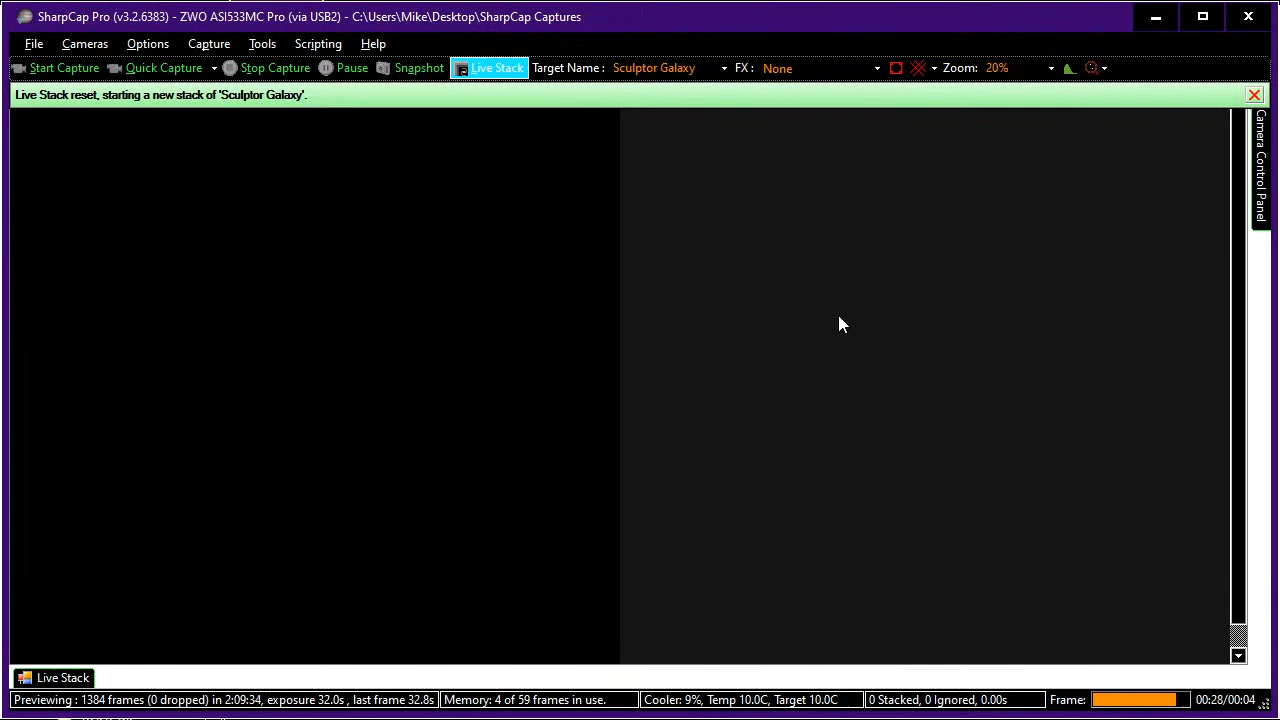 SharpCap Pro (v3.2.6383) - ZWO ASI533MC Pro (via USB2) - C:\Users\Mike\Desktop\SharpCap Captures
File Cameras Options Capture Tools Scripting Help
Start Capture Quick Capture Stop Capture Pause Snapshot Live Stack Target Name : Sculptor Galaxy FX : None Zoom: 20%
Live Stack reset, starting a new stack of 'Sculptor Galaxy'.
Camera Control Panel
Live Stack
Previewing : 1384 frames (0 dropped) in 2:09:34, exposure 32.0s , last frame 32.8s Memory: 4 of 59 frames in use. Cooler: 9%, Temp 10.0C, Target 10.0C 0 Stacked, 0 Ignored, 0.00s Frame: 00:28/00:04